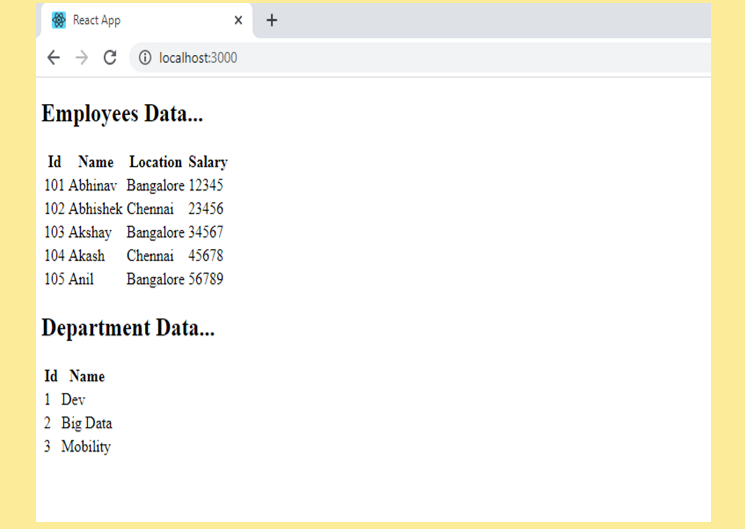 React App
localhost:3000
Employees Data...
Id Name Location Salary
101 Abhinav Bangalore 12345
102 Abhishek Chennai 23456
103 Akshay Bangalore 34567
104 Akash Chennai 45678
105 Anil Bangalore 56789
Department Data...
Id Name
1 Dev
2 Big Data
3 Mobility